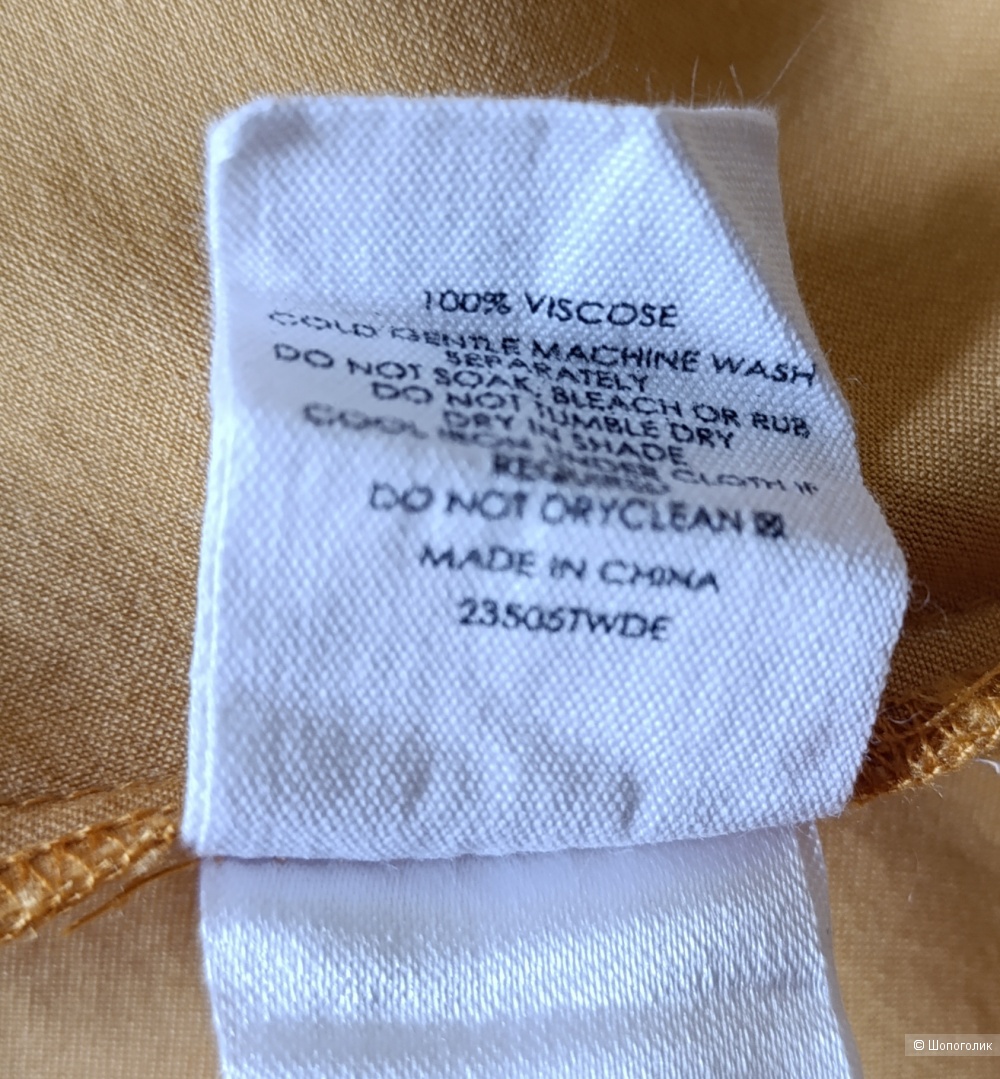 100% VISCOSE
COLD GENTLE MACHINE WASH
SEPARATELY
DO NOT SOAK, BLEACH OR RUB
DO NOT TUMBLE DRY
DRY IN SHADE
COOL IRON UNDER CLOTH IF
REQUIRED
DO NOT DRYCLEAN
MADE IN CHINA
23505TWDE
© Шопоголик